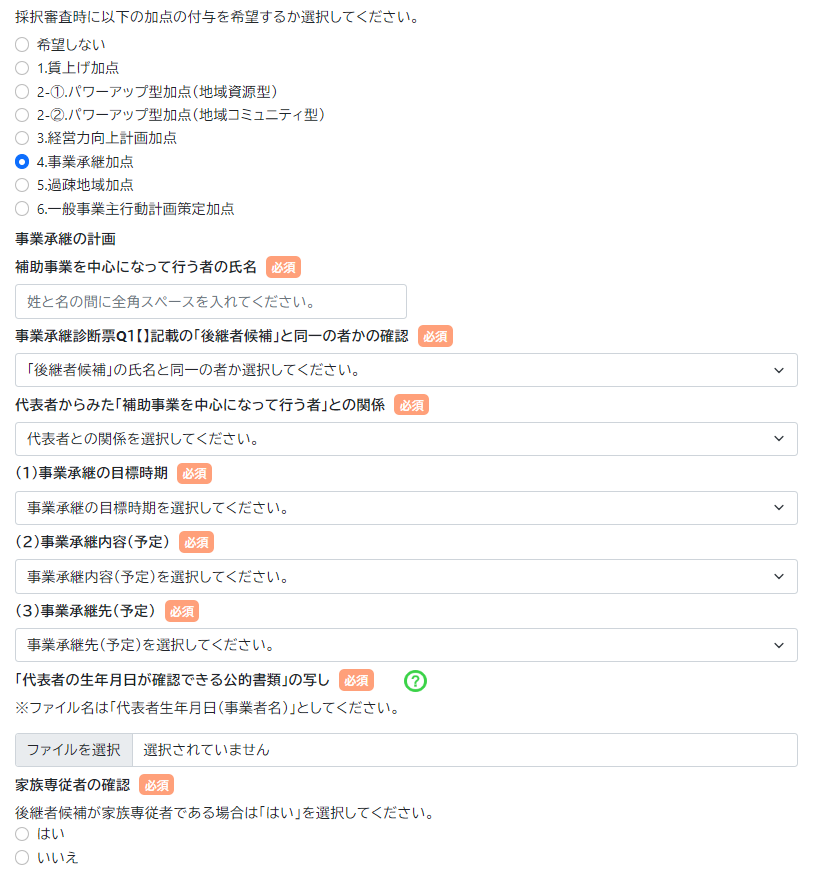 採択審査時に以下の加点の付与を希望するか選択してください。
希望しない
1.賃上げ加点
2-①.パワーアップ型加点（地域資源型）
2-②.パワーアップ型加点（地域コミュニティ型）
3.経営力向上計画加点
4.事業承継加点
5.過疎地域加点
6.一般事業主行動計画策定加点
事業承継の計画
補助事業を中心になって行う者の氏名 必須
姓と名の間に全角スペースを入れてください。
事業承継診断票Q1【】記載の「後継者候補」と同一の者かの確認 必須
「後継者候補」の氏名と同一の者か選択してください。
代表者からみた「補助事業を中心になって行う者」との関係 必須
代表者との関係を選択してください。
（1）事業承継の目標時期 必須
事業承継の目標時期を選択してください。
（2）事業承継内容（予定） 必須
事業承継内容（予定）を選択してください。
（3）事業承継先（予定） 必須
事業承継先（予定）を選択してください。
「代表者の生年月日が確認できる公的書類」の写し 必須 ?
※ファイル名は「代表者生年月日（事業者名）」としてください。
ファイルを選択 選択されていません
家族専従者の確認 必須
後継者候補が家族専従者である場合は「はい」を選択してください。
はい
いいえ